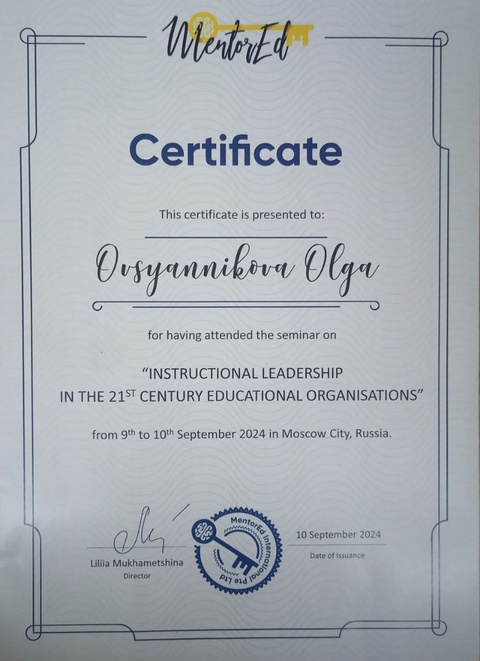 MentorEd
Certificate
This certificate is presented to:
Ovsyannikova Olga
for having attended the seminar on
“INSTRUCTIONAL LEADERSHIP
IN THE 21ST CENTURY EDUCATIONAL ORGANISATIONS”
from 9th to 10th September 2024 in Moscow City, Russia.
MentorEd International Pte Ltd
10 September 2024
Liliia Mukhametshina
Date of Issuance
Director